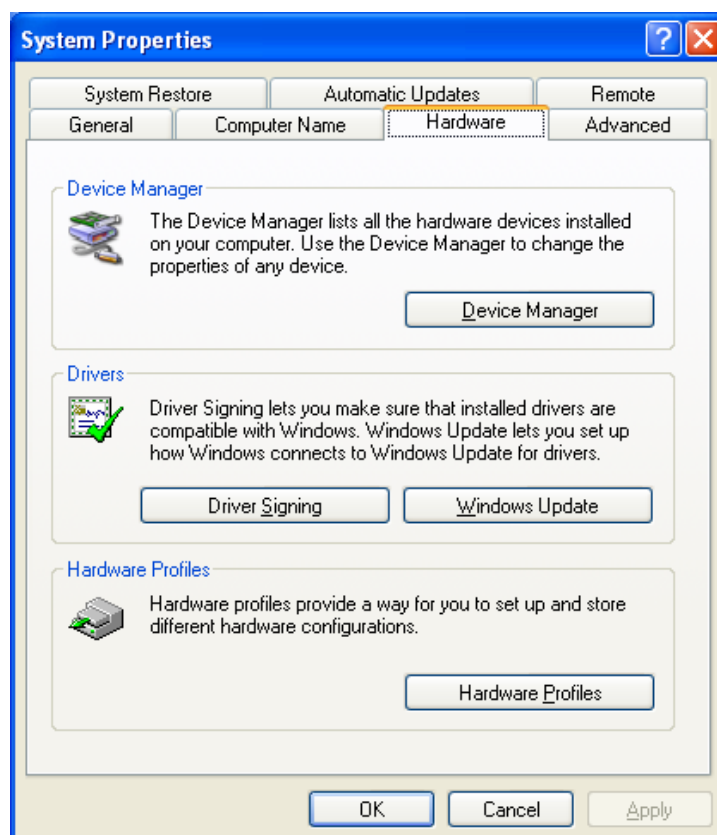 System Properties
System Restore
Automatic Updates
Remote
General
Computer Name
Hardware
Advanced
Device Manager
The Device Manager lists all the hardware devices installed
on your computer. Use the Device Manager to change the
properties of any device.
Device Manager
Drivers
Driver Signing lets you make sure that installed drivers are
compatible with Windows. Windows Update lets you set up
how Windows connects to Windows Update for drivers.
Driver Signing
Windows Update
Hardware Profiles
Hardware profiles provide a way for you to set up and store
different hardware configurations.
Hardware Profiles
OK
Cancel
Apply